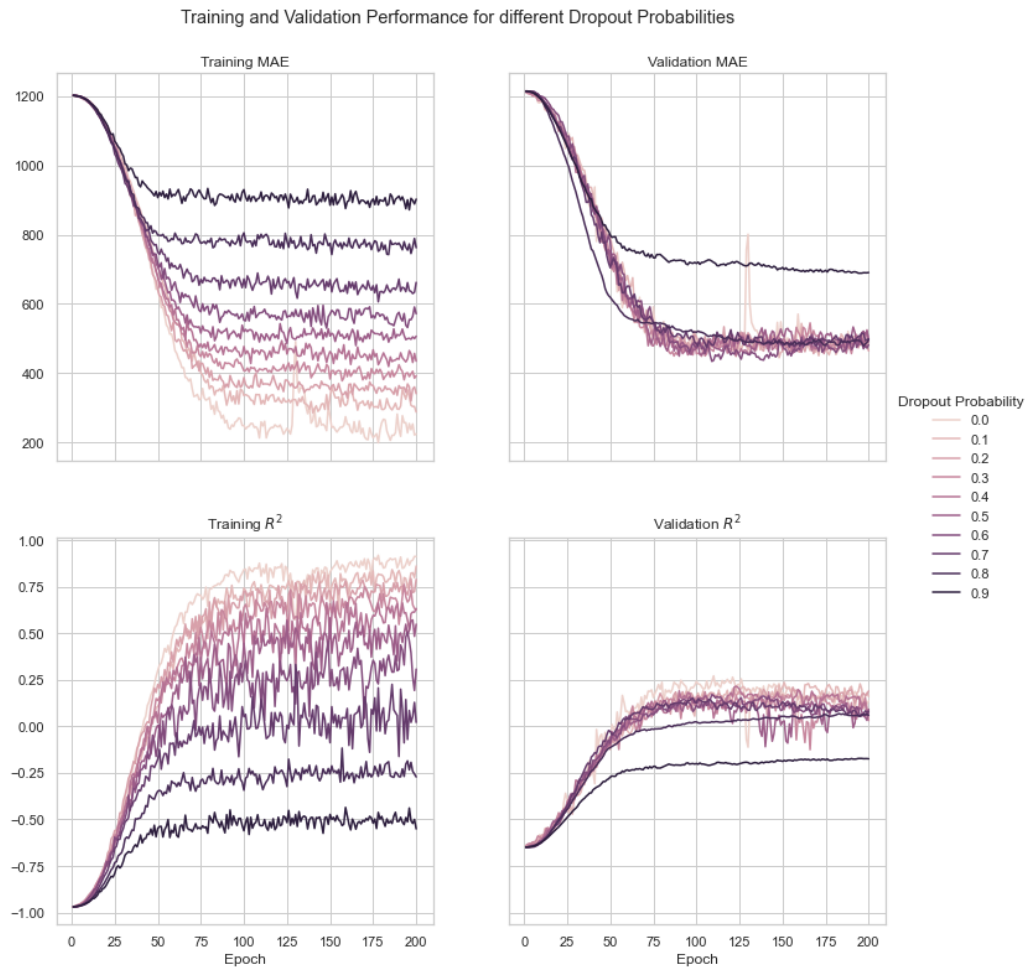 Training and Validation Performance for different Dropout Probabilities
Training MAE
Validation MAE
1200
1000
800
600
400
200
Dropout Probability
0.0
0.1
0.2
0.3
0.4
0.5
0.6
0.7
0.8
0.9
Training R²
Validation R²
1.00
0.75
0.50
0.25
0.00
−0.25
−0.50
−0.75
−1.00
0 25 50 75 100 125 150 175 200
0 25 50 75 100 125 150 175 200
Epoch
Epoch